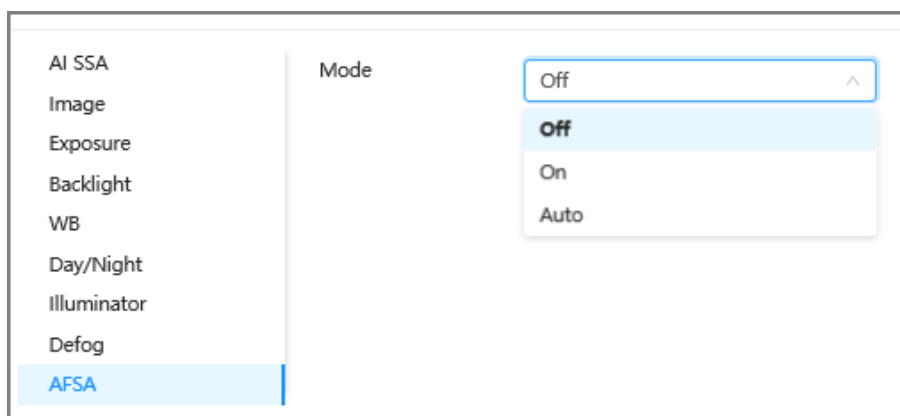 AI SSA
Image
Exposure
Backlight
WB
Day/Night
Illuminator
Defog
AFSA
Mode
Off
Off
On
Auto